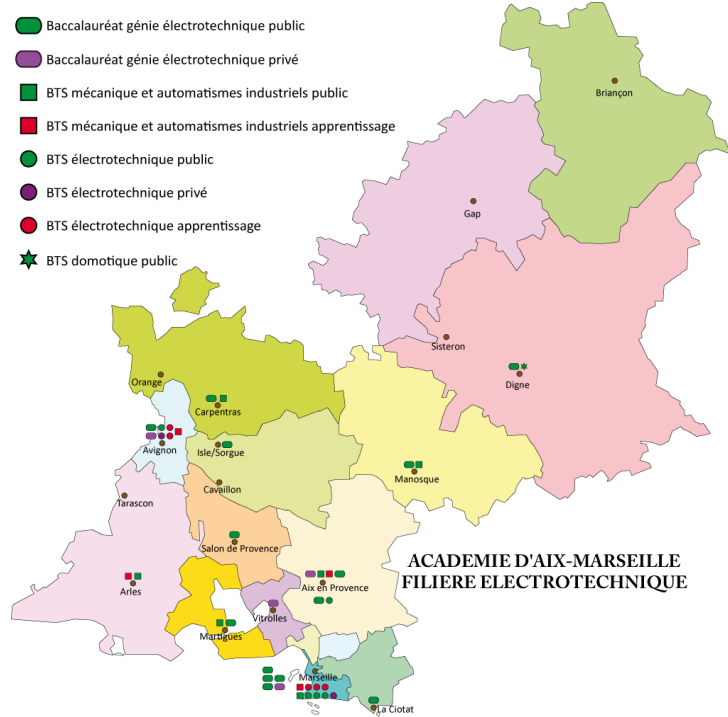 Baccalauréat génie électrotechnique public
Baccalauréat génie électrotechnique privé
BTS mécanique et automatismes industriels public
BTS mécanique et automatismes industriels apprentissage
BTS électrotechnique public
BTS électrotechnique privé
BTS électrotechnique apprentissage
BTS domotique public
Briançon
Gap
Sisteron
Digne
Orange
Carpentras
Avignon
Isle/Sorgue
Manosque
Cavaillon
Tarascon
Salon de Provence
ACADEMIE D'AIX-MARSEILLE
FILIERE ELECTROTECHNIQUE
Arles
Aix en Provence
Vitrolles
Martigues
Marseille
La Ciotat